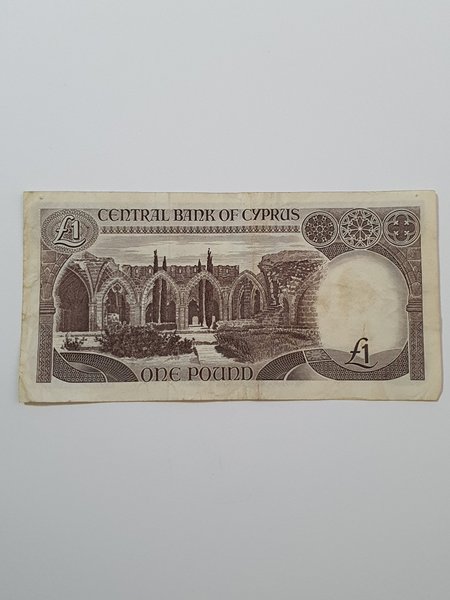 CENTRAL BANK OF CYPRUS
£1
£1
ONE POUND